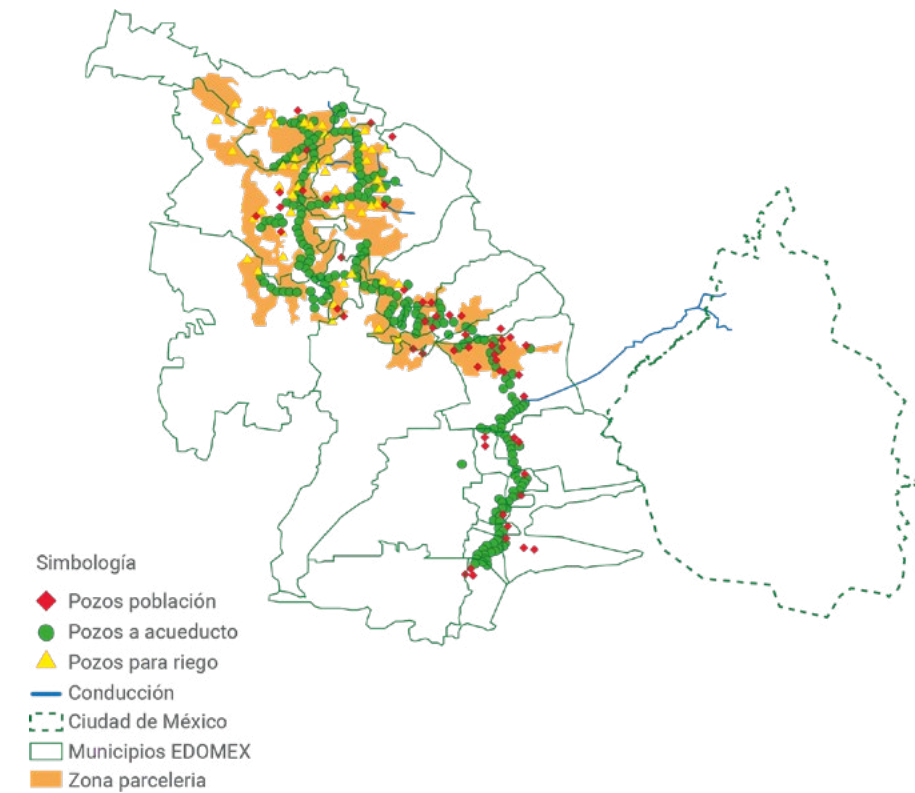 Simbología
Pozos población
Pozos a acueducto
Pozos para riego
Conducción
Ciudad de México
Municipios EDOMEX
Zona parceleria